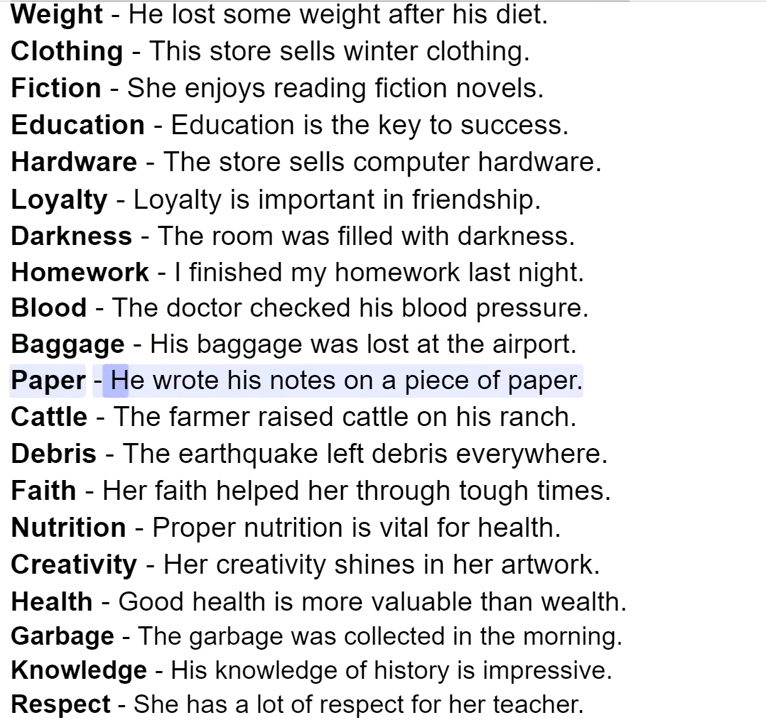 Weight - He lost some weight after his diet.
Clothing - This store sells winter clothing.
Fiction - She enjoys reading fiction novels.
Education - Education is the key to success.
Hardware - The store sells computer hardware.
Loyalty - Loyalty is important in friendship.
Darkness - The room was filled with darkness.
Homework - I finished my homework last night.
Blood - The doctor checked his blood pressure.
Baggage - His baggage was lost at the airport.
Paper - He wrote his notes on a piece of paper.
Cattle - The farmer raised cattle on his ranch.
Debris - The earthquake left debris everywhere.
Faith - Her faith helped her through tough times.
Nutrition - Proper nutrition is vital for health.
Creativity - Her creativity shines in her artwork.
Health - Good health is more valuable than wealth.
Garbage - The garbage was collected in the morning.
Knowledge - His knowledge of history is impressive.
Respect - She has a lot of respect for her teacher.